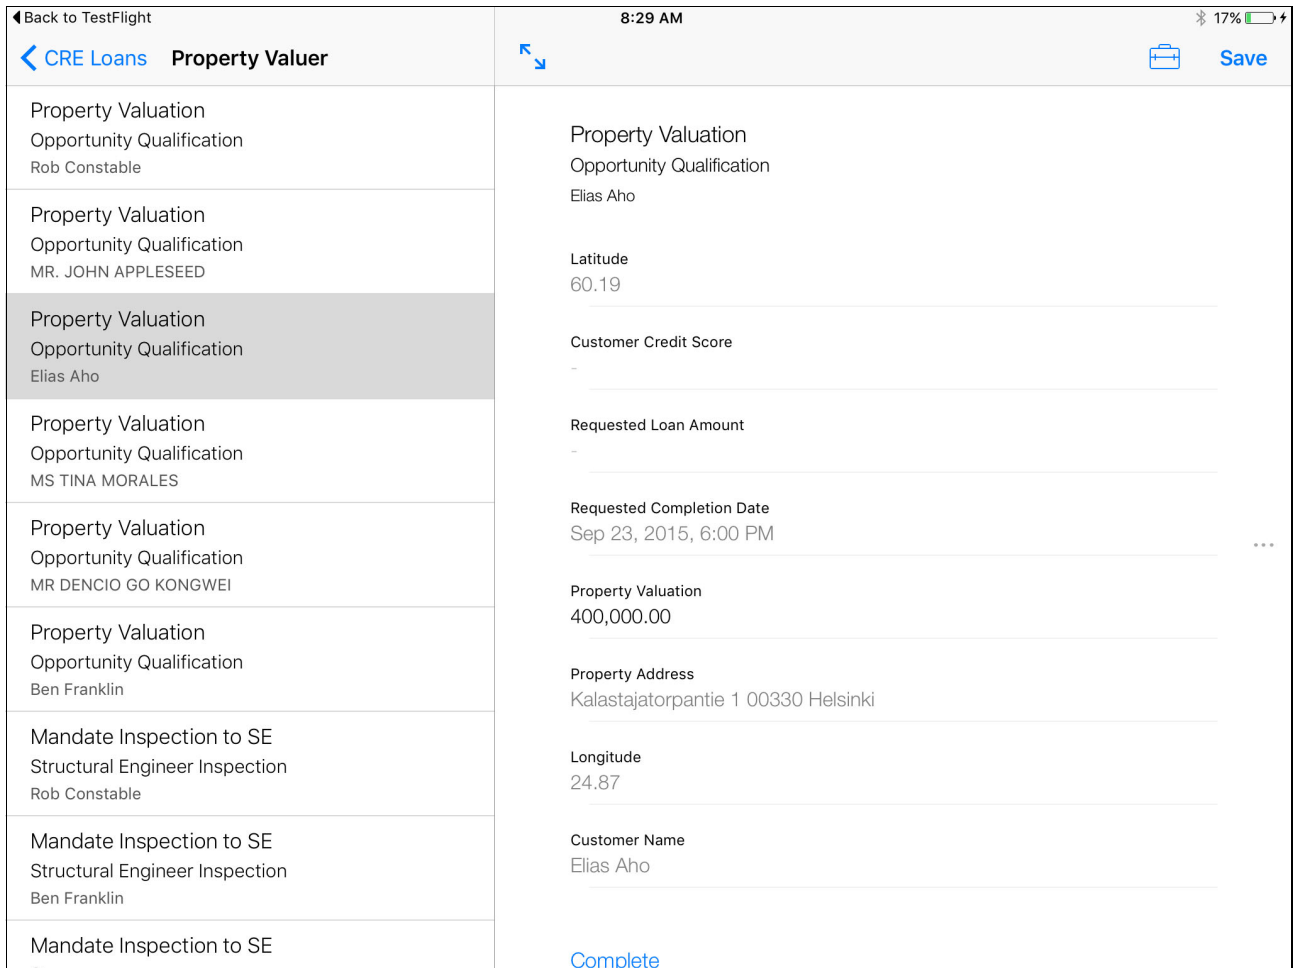 Back to TestFlight
8:29 AM
17%
CRE Loans
Property Valuer
Save
Property Valuation
Opportunity Qualification
Rob Constable
Property Valuation
Opportunity Qualification
MR. JOHN APPLESEED
Property Valuation
Opportunity Qualification
Elias Aho
Property Valuation
Opportunity Qualification
MS TINA MORALES
Property Valuation
Opportunity Qualification
MR DENCIO GO KONGWEI
Property Valuation
Opportunity Qualification
Ben Franklin
Mandate Inspection to SE
Structural Engineer Inspection
Rob Constable
Mandate Inspection to SE
Structural Engineer Inspection
Ben Franklin
Mandate Inspection to SE
Property Valuation
Opportunity Qualification
Elias Aho
Latitude
60.19
Customer Credit Score
-
Requested Loan Amount
-
Requested Completion Date
Sep 23, 2015, 6:00 PM
Property Valuation
400,000.00
Property Address
Kalastajatorpantie 1 00330 Helsinki
Longitude
24.87
Customer Name
Elias Aho
Complete